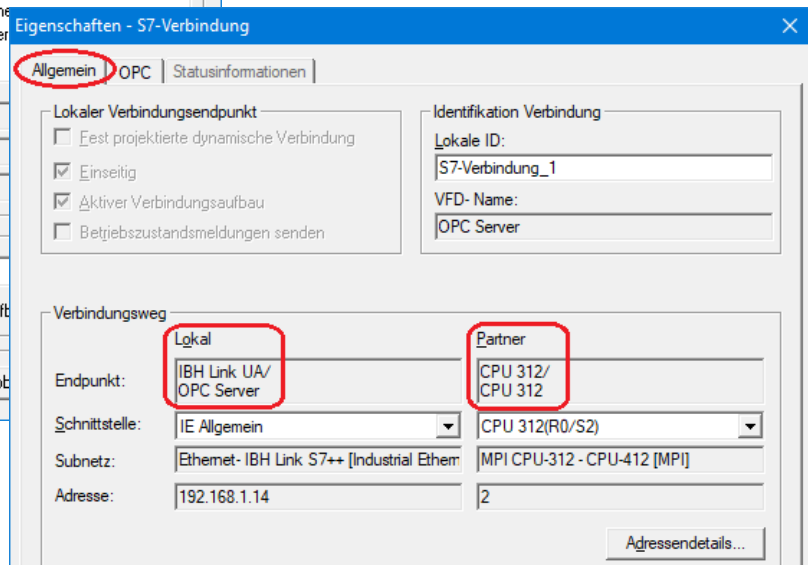 Eigenschaften - S7-Verbindung
Allgemein OPC Statusinformationen
Lokaler Verbindungsendpunkt
Fest projektierte dynamische Verbindung
Einseitig
Aktiver Verbindungsaufbau
Betriebszustandsmeldungen senden
Identifikation Verbindung
Lokale ID:
S7-Verbindung_1
VFD- Name:
OPC Server
Verbindungsweg
Lokal Partner
Endpunkt: IBH Link UA/ CPU 312/
OPC Server CPU 312
Schnittstelle: IE Allgemein CPU 312(R0/S2)
Subnetz: Ethernet- IBH Link S7++ [Industrial Ethern MPI CPU-312 - CPU-412 [MPI]
Adresse: 192.168.1.14 2
Adressendetails...